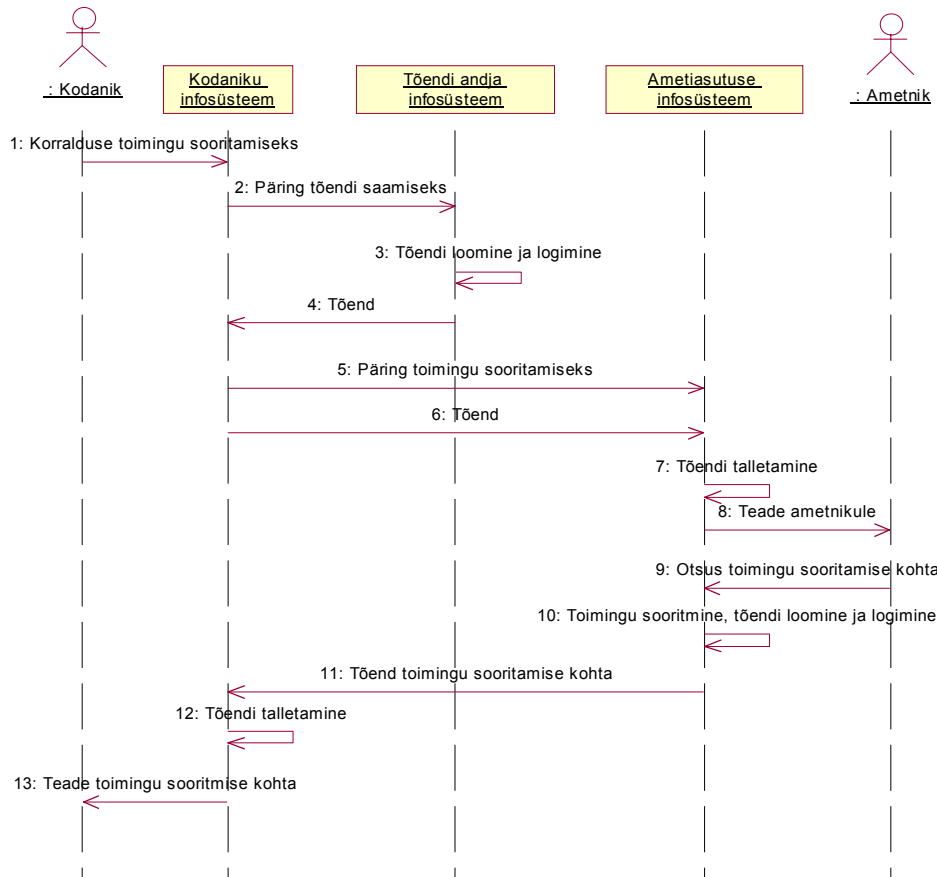 : Kodanik
Kodaniku
infosüsteem
Tõendi andja
infosüsteem
Ametiasutuse
infosüsteem
: Ametnik
1: Korralduse toimingu sooritamiseks
2: Päring tõendi saamiseks
3: Tõendi loomine ja logimine
4: Tõend
5: Päring toimingu sooritamiseks
6: Tõend
7: Tõendi talletamine
8: Teade ametnikule
9: Otsus toimingu sooritamise kohta
10: Toimingu sooritmine, tõendi loomine ja logimine
11: Tõend toimingu sooritamise kohta
12: Tõendi talletamine
13: Teade toimingu sooritmise kohta